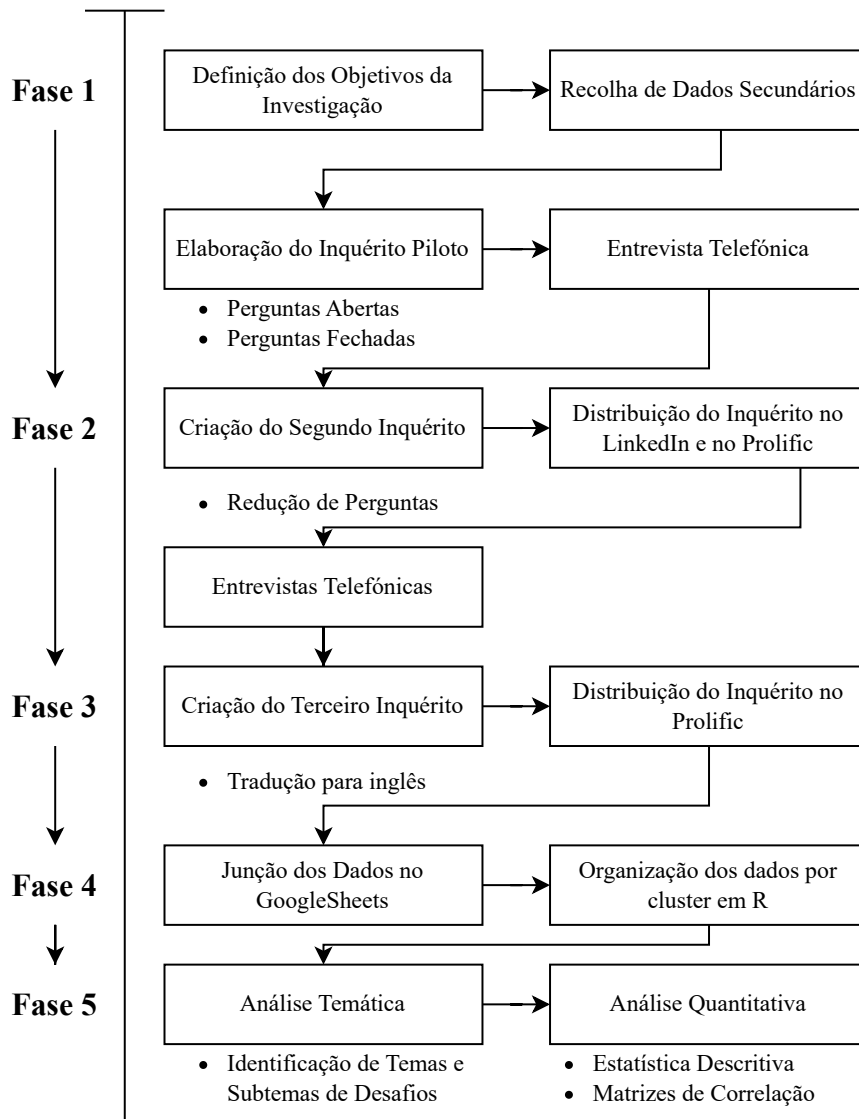 Fase 1
Definição dos Objetivos da
Investigação
Recolha de Dados Secundários
Elaboração do Inquérito Piloto
Entrevista Telefónica
• Perguntas Abertas
• Perguntas Fechadas
Fase 2
Criação do Segundo Inquérito
Distribuição do Inquérito no
LinkedIn e no Prolific
• Redução de Perguntas
Entrevistas Telefónicas
Fase 3
Criação do Terceiro Inquérito
Distribuição do Inquérito no
Prolific
• Tradução para inglês
Fase 4
Junção dos Dados no
GoogleSheets
Organização dos dados por
cluster em R
Fase 5
Análise Temática
Análise Quantitativa
• Identificação de Temas e
Subtemas de Desafios
• Estatística Descritiva
• Matrizes de Correlação